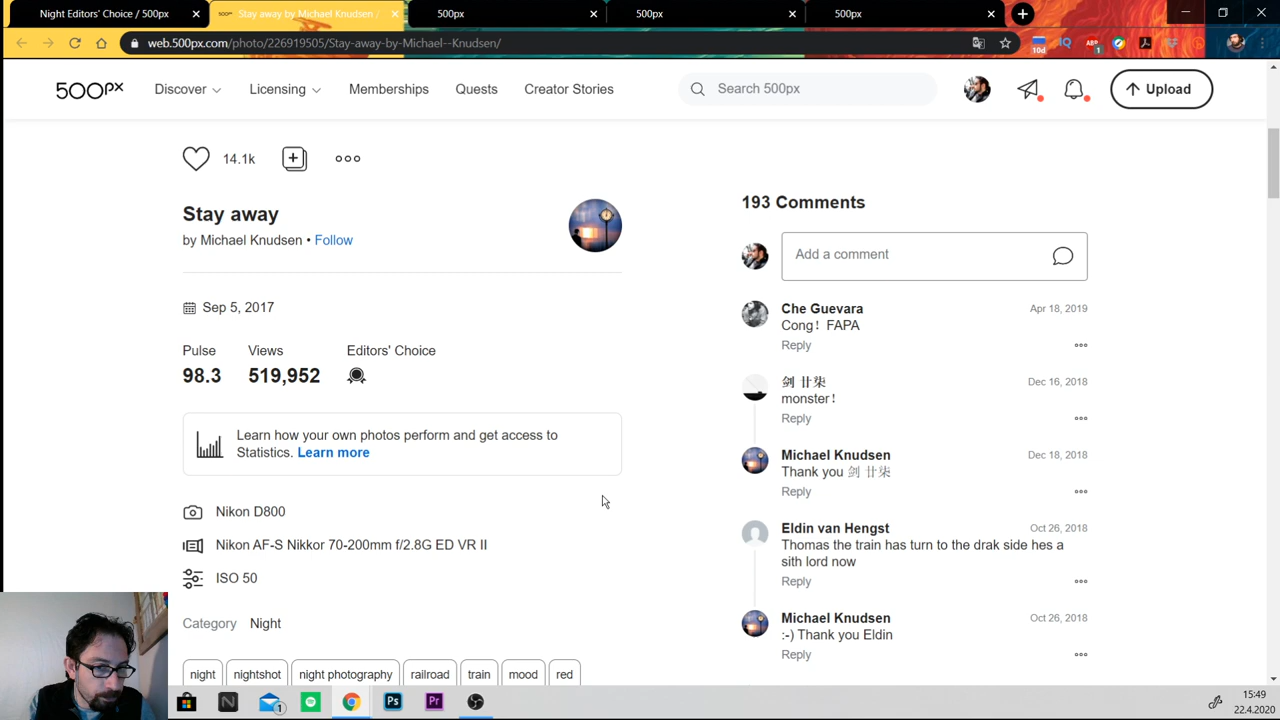 Night Editors' Choice / 500px
Stay away by Michael Knudsen /
500px
500px
500px
web.500px.com/photo/226919505/Stay-away-by-Michael--Knudsen/
10d
IQ
ABP
1
500px
Discover
Licensing
Memberships
Quests
Creator Stories
Search 500px
Upload
14.1k
Stay away
by Michael Knudsen • Follow
Sep 5, 2017
Pulse
Views
Editors' Choice
98.3
519,952
Learn how your own photos perform and get access to
Statistics. Learn more
Nikon D800
Nikon AF-S Nikkor 70-200mm f/2.8G ED VR II
ISO 50
Category Night
night
nightshot
night photography
railroad
train
mood
red
193 Comments
Add a comment
Che Guevara
Apr 18, 2019
Cong！FAPA
Reply
剑 廿柒
Dec 16, 2018
monster！
Reply
Michael Knudsen
Dec 18, 2018
Thank you 剑 廿柒
Reply
Eldin van Hengst
Oct 26, 2018
Thomas the train has turn to the drak side hes a
sith lord now
Reply
Michael Knudsen
Oct 26, 2018
:-) Thank you Eldin
Reply
N
1
Ps
Pr
15:49
22.4.2020